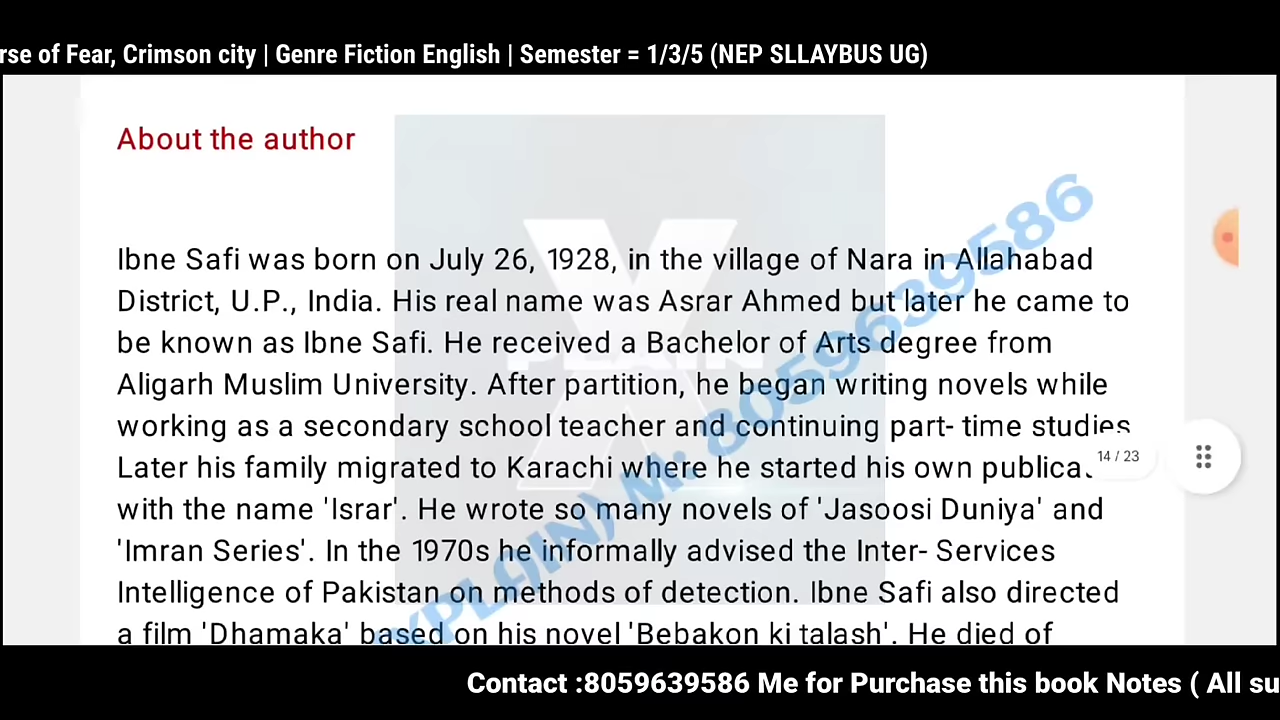 rse of Fear, Crimson city | Genre Fiction English | Semester = 1/3/5 (NEP SLLAYBUS UG)
About the author
Ibne Safi was born on July 26, 1928, in the village of Nara in Allahabad
District, U.P., India. His real name was Asrar Ahmed but later he came to
be known as Ibne Safi. He received a Bachelor of Arts degree from
Aligarh Muslim University. After partition, he began writing novels while
working as a secondary school teacher and continuing part- time studies
Later his family migrated to Karachi where he started his own publicat
14 / 23
with the name 'Israr'. He wrote so many novels of 'Jasoosi Duniya' and
'Imran Series'. In the 1970s he informally advised the Inter- Services
Intelligence of Pakistan on methods of detection. Ibne Safi also directed
a film 'Dhamaka' based on his novel 'Bebakon ki talash'. He died of
XPLAIN) M: 8059639586
Contact :8059639586 Me for Purchase this book Notes ( All su